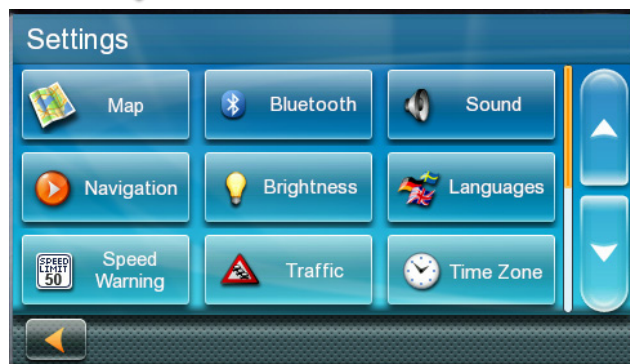 Settings
Map
Bluetooth
Sound
Navigation
Brightness
Languages
SPEED
LIMIT
50
Speed
Warning
Traffic
Time Zone